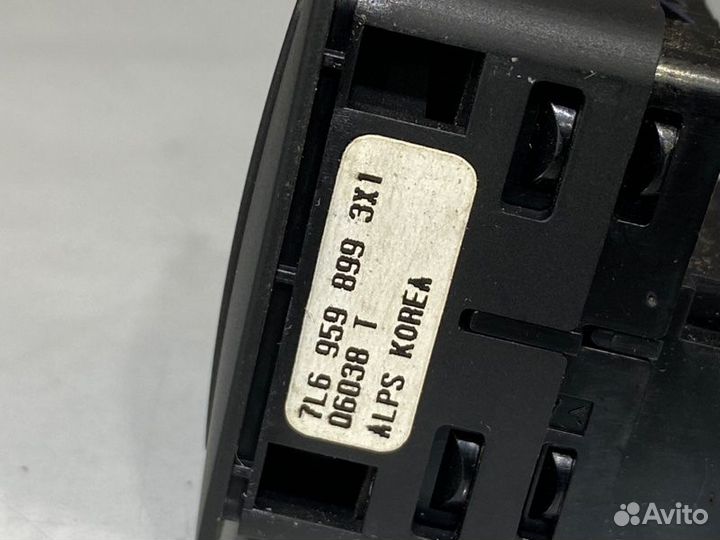 7L6 959 899 3X1
06038 T
ALPS KOREA
Avito